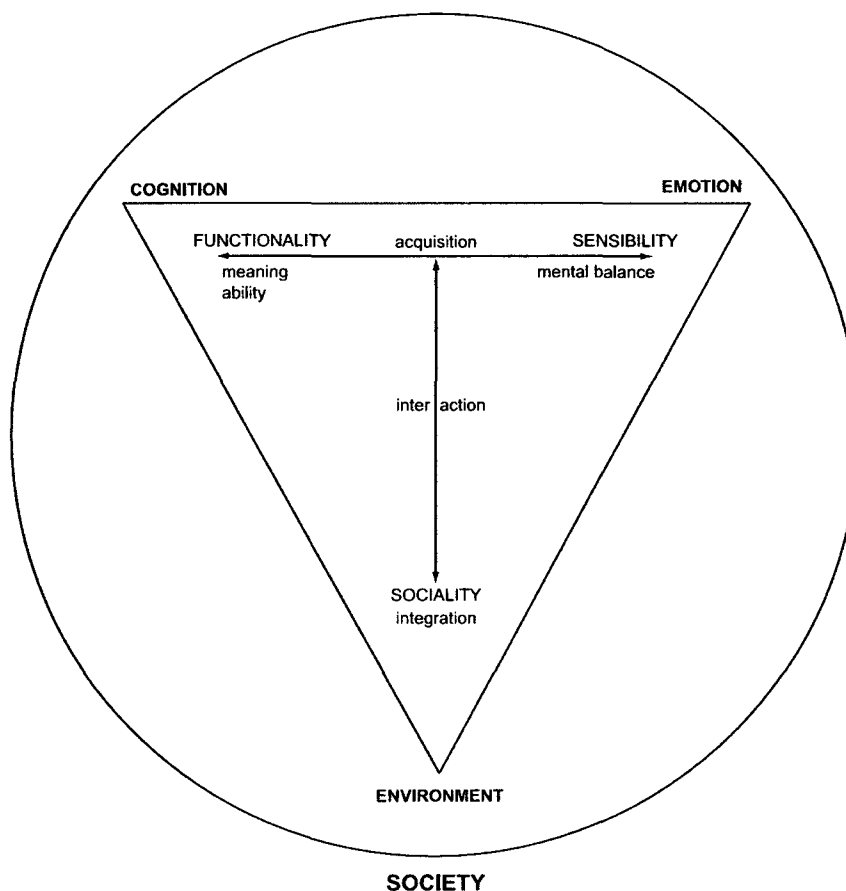 COGNITION
EMOTION
FUNCTIONALITY acquisition SENSIBILITY
meaning
ability
mental balance
inter action
SOCIALITY
integration
ENVIRONMENT
SOCIETY